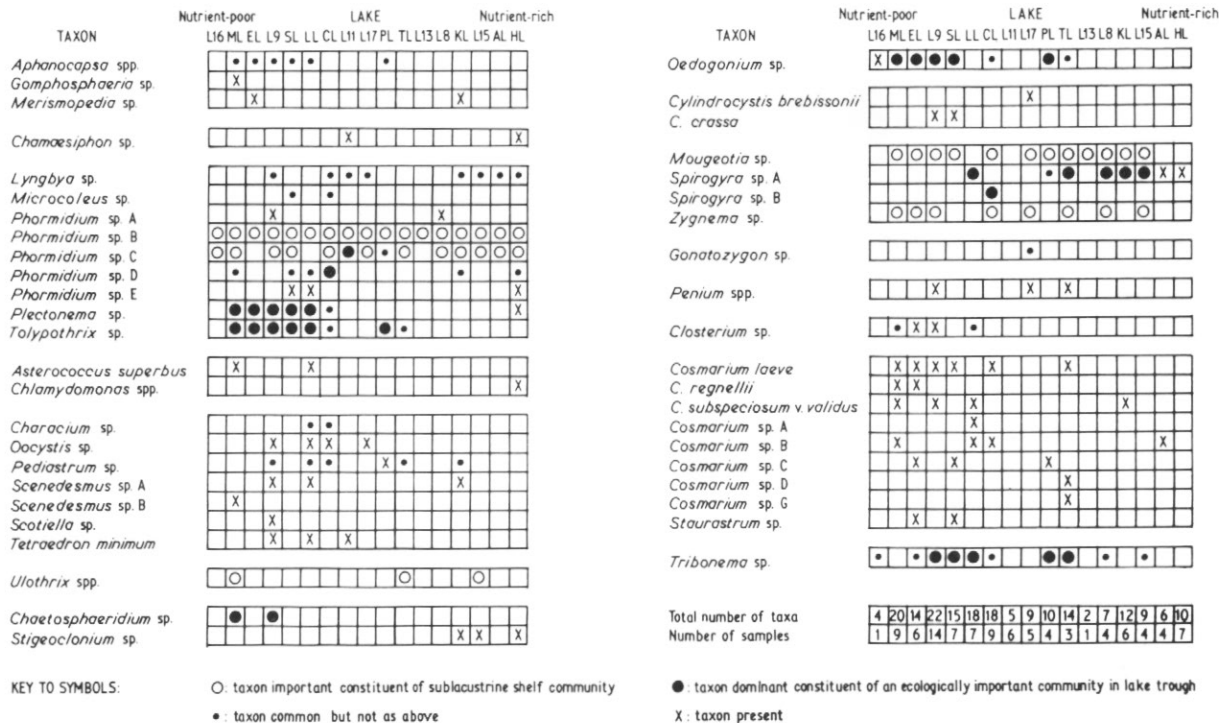 Nutrient-poor LAKE Nutrient-rich
TAXON L16 ML EL L9 SL LL CL L11 L17 PL TL L13 L8 KL L15 AL HL
Aphanocapsa spp.
Gomphosphaeria sp.
Merismopedia sp.
Chamaesiphon sp.
Lyngbya sp.
Microcoleus sp.
Phormidium sp. A
Phormidium sp. B
Phormidium sp. C
Phormidium sp. D
Phormidium sp. E
Plectonema sp.
Tolypothrix sp.
Asterococcus superbus
Chlamydomonas spp.
Characium sp.
Oocystis sp.
Pediastrum sp.
Scenedesmus sp. A
Scenedesmus sp. B
Scotiella sp.
Tetraedron minimum
Ulothrix spp.
Chaetosphaeridium sp.
Stigeoclonium sp.
Nutrient-poor LAKE Nutrient-rich
TAXON L16 ML EL L9 SL LL CL L11 L17 PL TL L13 L8 KL L15 AL HL
Oedogonium sp.
Cylindrocystis brebissonii
C. crassa
Mougeotia sp.
Spirogyra sp. A
Spirogyra sp. B
Zygnema sp.
Gonatozygon sp.
Penium spp.
Closterium sp.
Cosmarium laeve
C. regnellii
C. subspeciosum v. validus
Cosmarium sp. A
Cosmarium sp. B
Cosmarium sp. C
Cosmarium sp. D
Cosmarium sp. G
Staurastrum sp.
Tribonema sp.
Total number of taxa 4 20 14 22 15 18 18 5 9 10 14 2 7 12 9 6 10
Number of samples 1 9 6 14 7 7 9 6 5 4 3 1 4 6 4 4 7
KEY TO SYMBOLS:
○: taxon important constituent of sublacustrine shelf community
•: taxon common but not as above
●: taxon dominant constituent of an ecologically important community in lake trough
X: taxon present